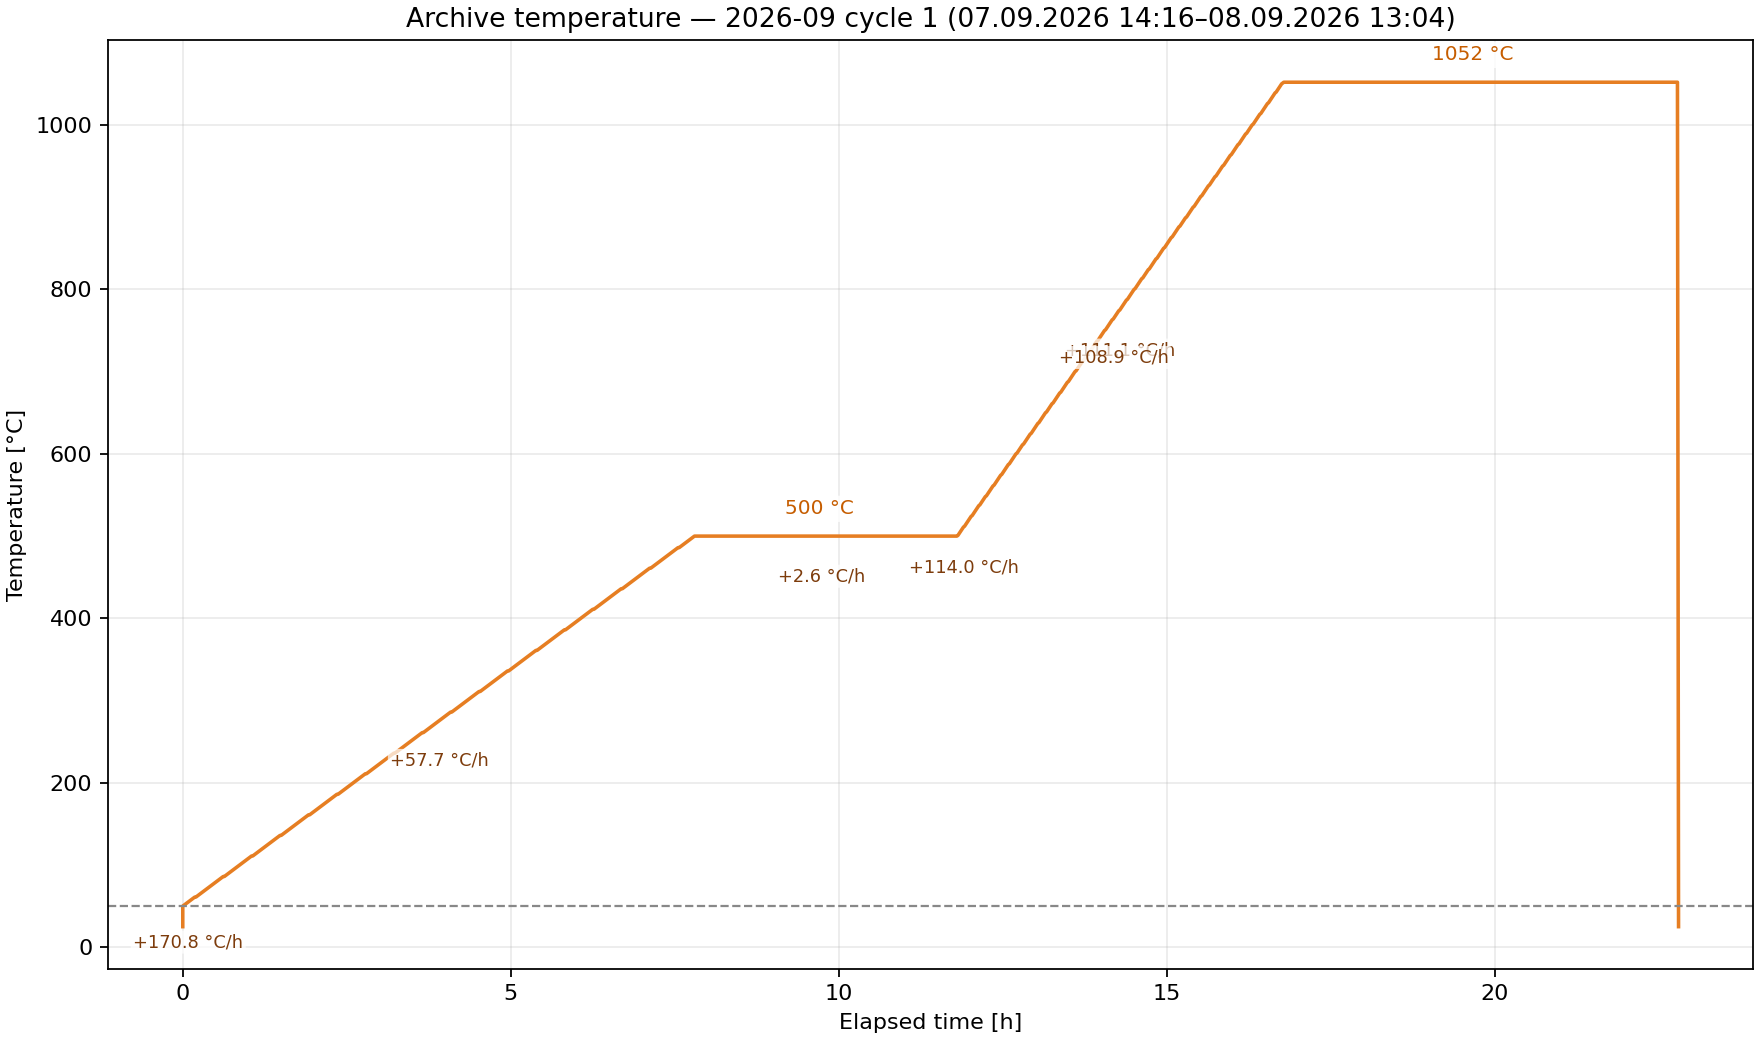 Archive temperature — 2026-09 cycle 1 (07.09.2026 14:16–08.09.2026 13:04)
1052 °C
1000
800
+111.1 °C/h
+108.9 °C/h
600
500 °C
+114.0 °C/h
+2.6 °C/h
400
+57.7 °C/h
200
+170.8 °C/h
0
Temperature [°C]
0 5 10 15 20
Elapsed time [h]